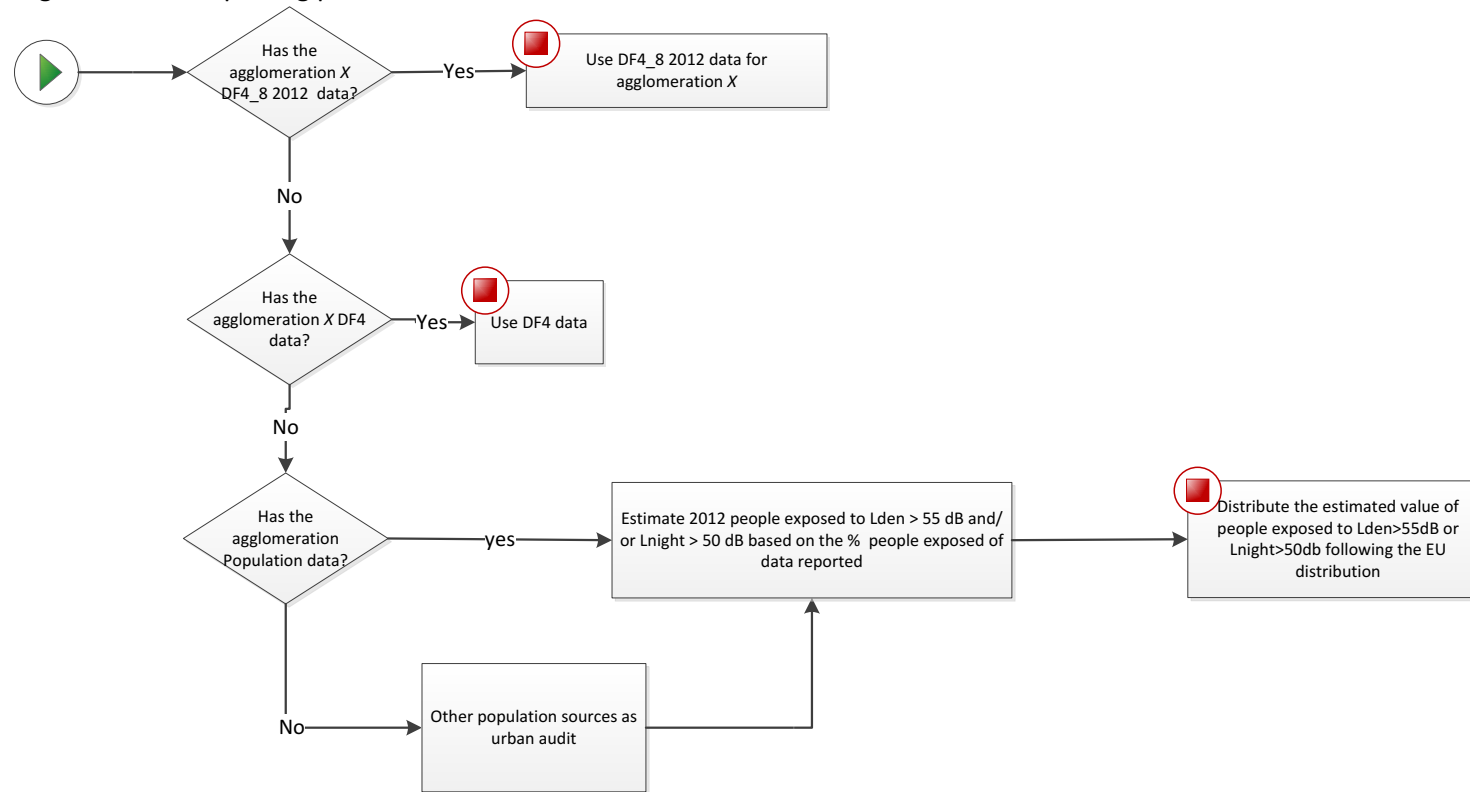 Has the
agglomeration X
DF4_8 2012 data?
Yes
Use DF4_8 2012 data for
agglomeration X
No
Has the
agglomeration X DF4
data?
Yes
Use DF4 data
No
Has the
agglomeration
Population data?
yes
Estimate 2012 people exposed to Lden > 55 dB and/
or Lnight > 50 dB based on the % people exposed of
data reported
Distribute the estimated value of
people exposed to Lden>55dB or
Lnight>50db following the EU
distribution
No
Other population sources as
urban audit